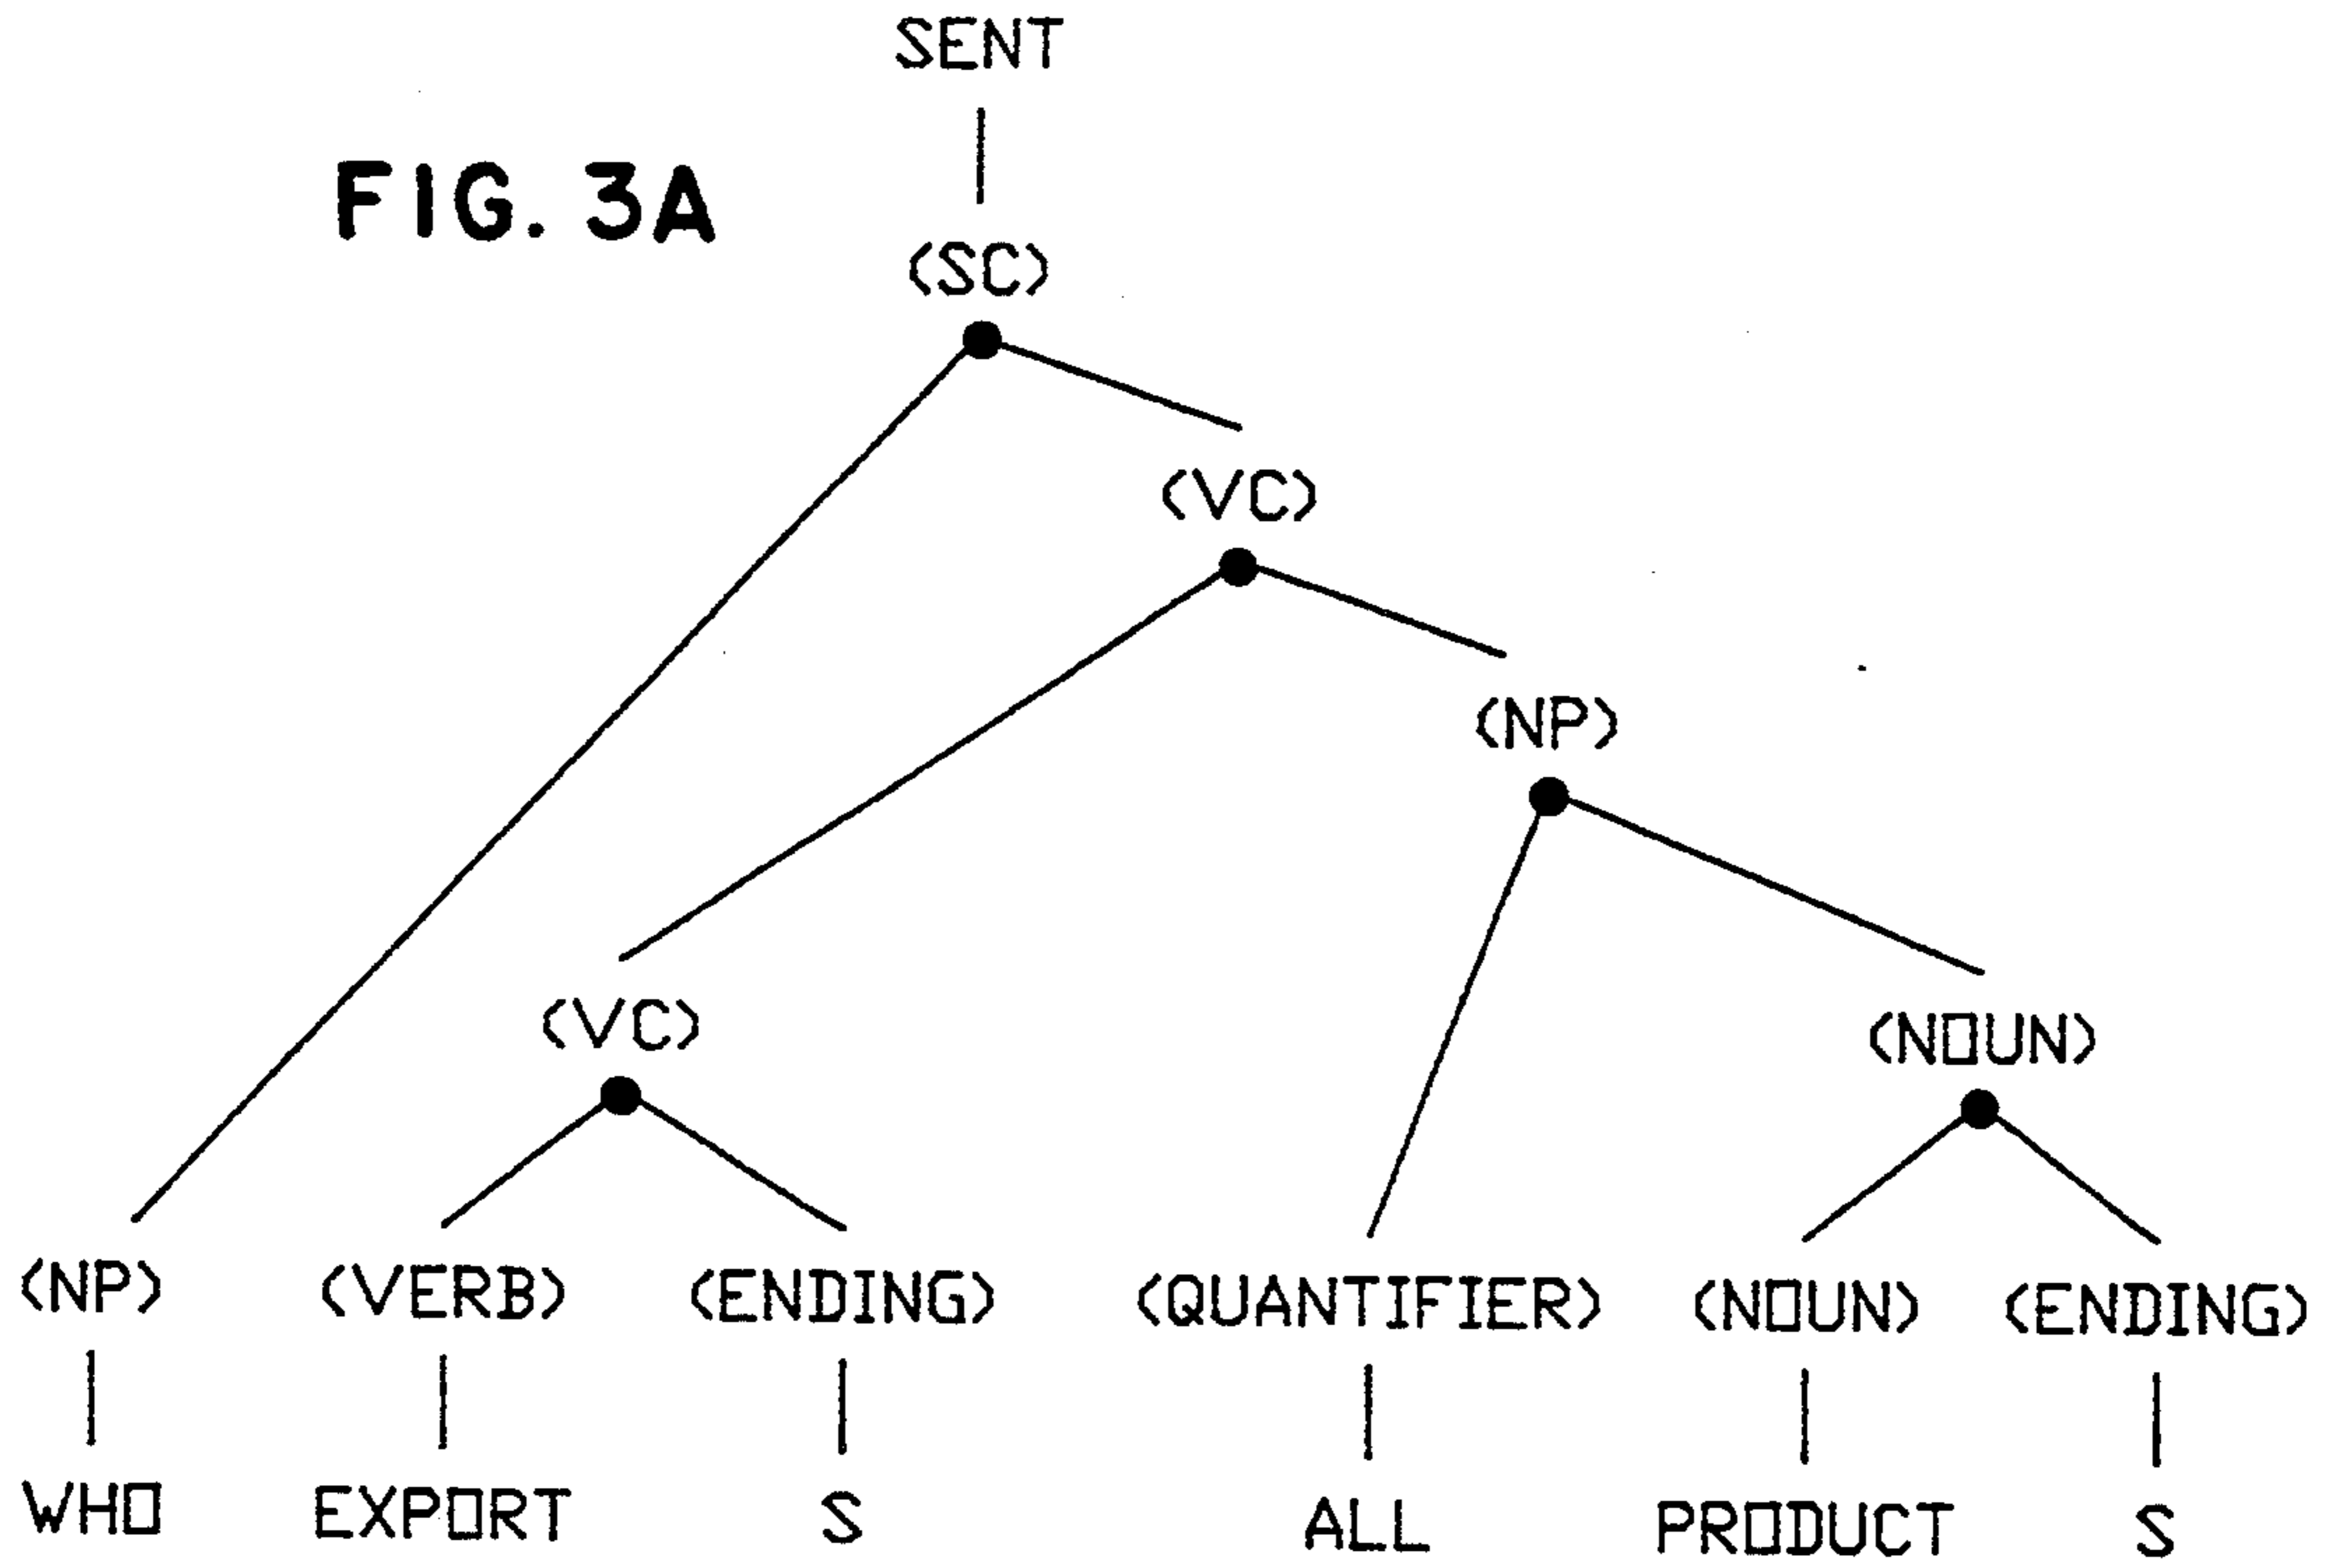 SENT
FIG. 3A
(SC)
(VC)
(NP)
(VC)
(NOUN)
(NP) (VERB) (ENDING) (QUANTIFIER) (NOUN) (ENDING)
WHO EXPORT S ALL PRODUCT S